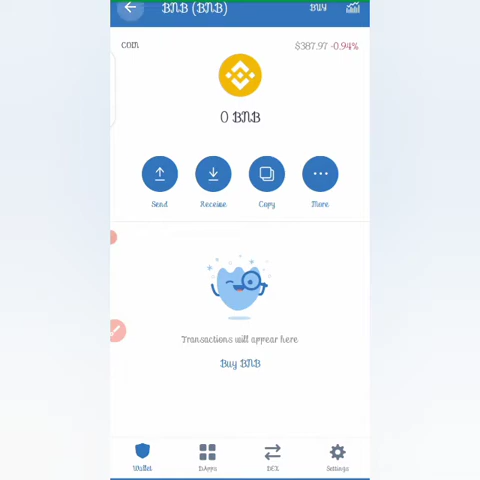 BNB (BNB) BUY
COIN $387.97 -0.94%
0 BNB
Send Receive Copy More
Transactions will appear here
Buy BNB
Wallet DApps DEX Settings